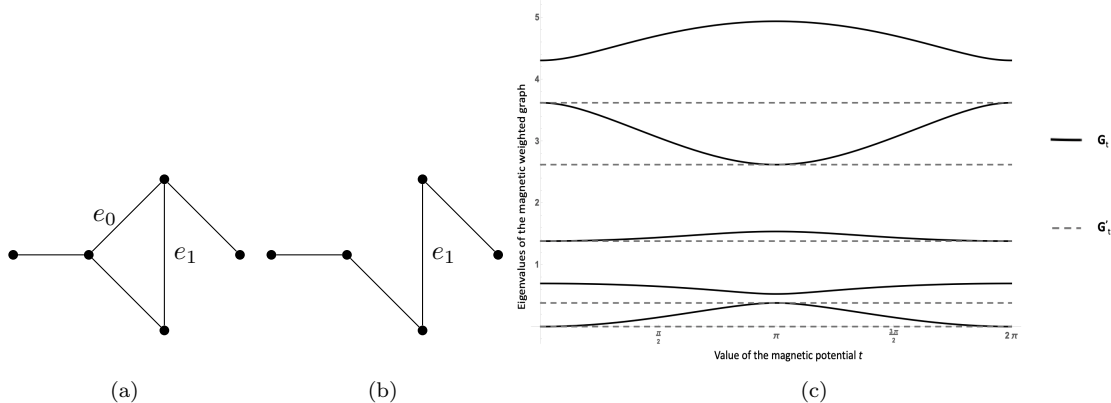 e₀
e₁
(a)
e₁
(b)
Eigenvalues of the magnetic weighted graph
5
4
3
2
1
π/2
π
3π/2
2 π
Value of the magnetic potential t
G_t
G'_t
(c)